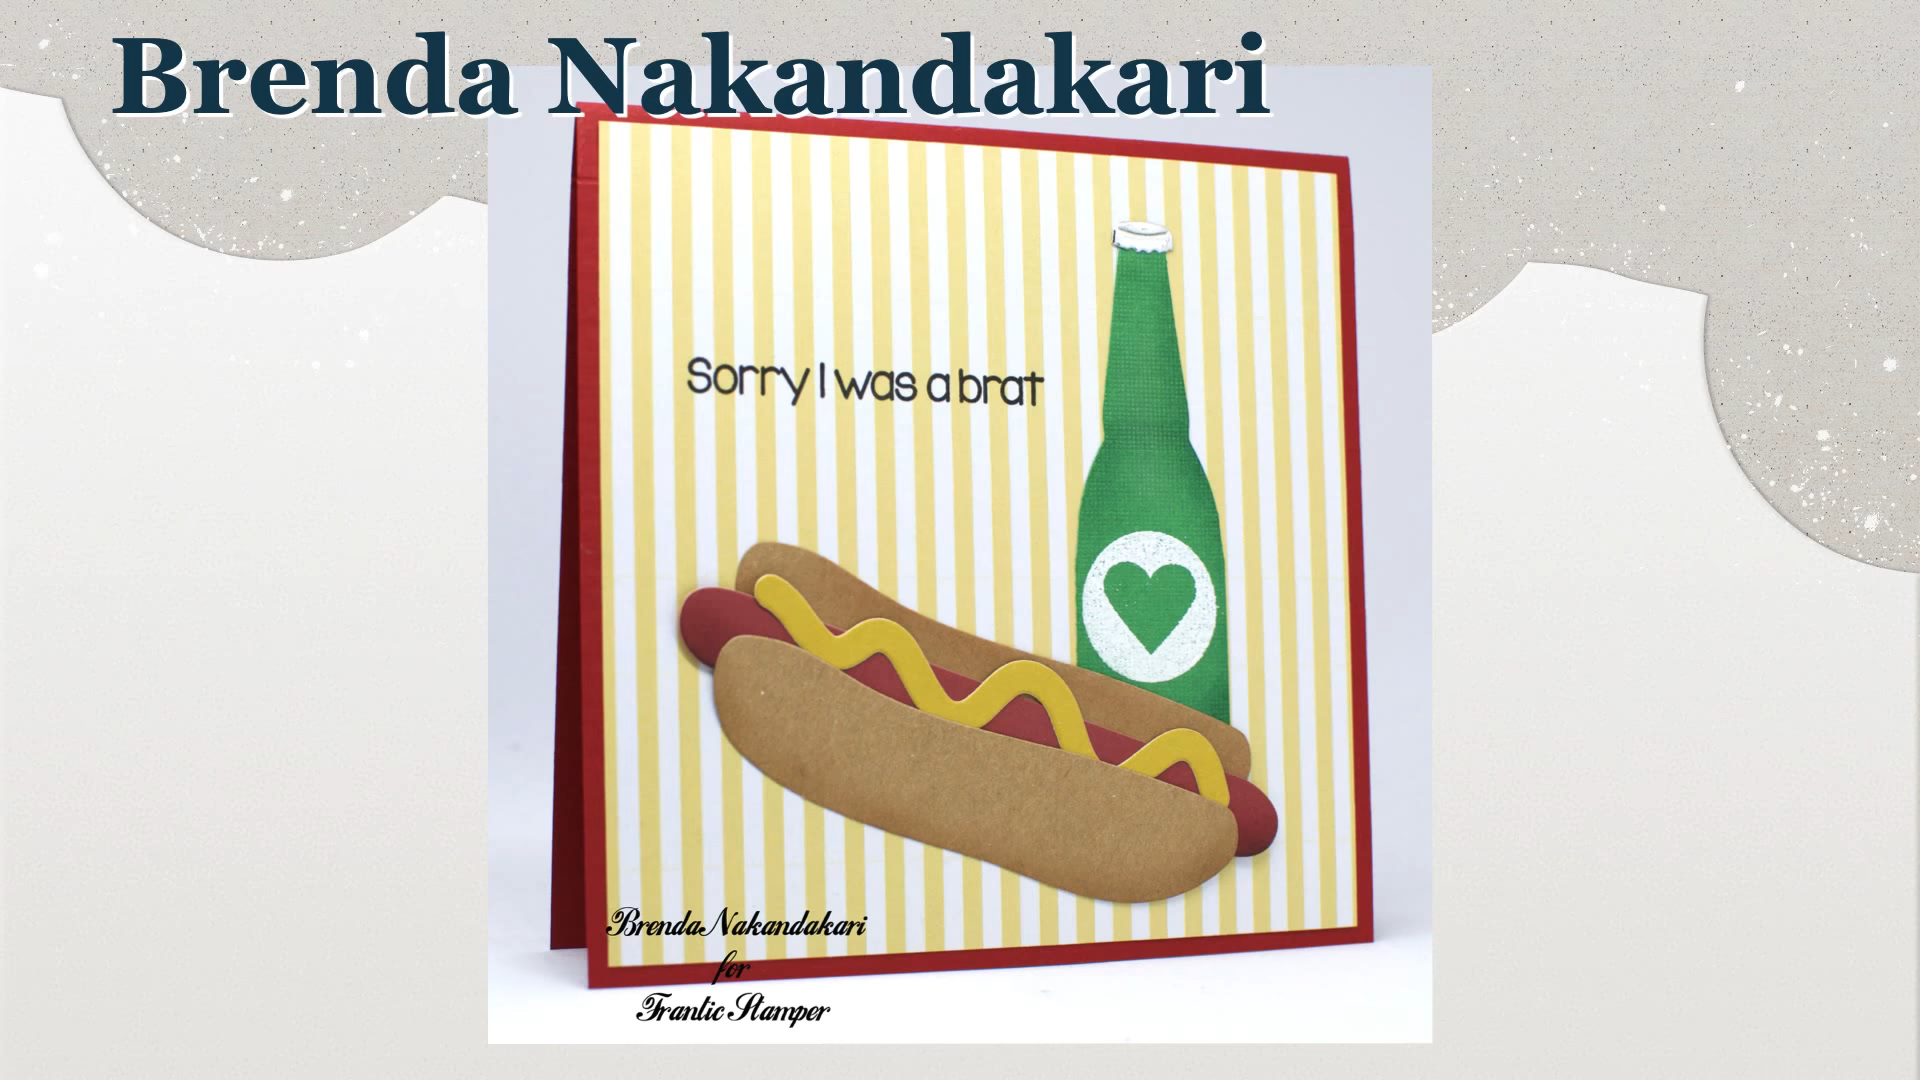 Brenda Nakandakari
Sorry I was a brat
Brenda Nakandakari
for
Frantic Stamper